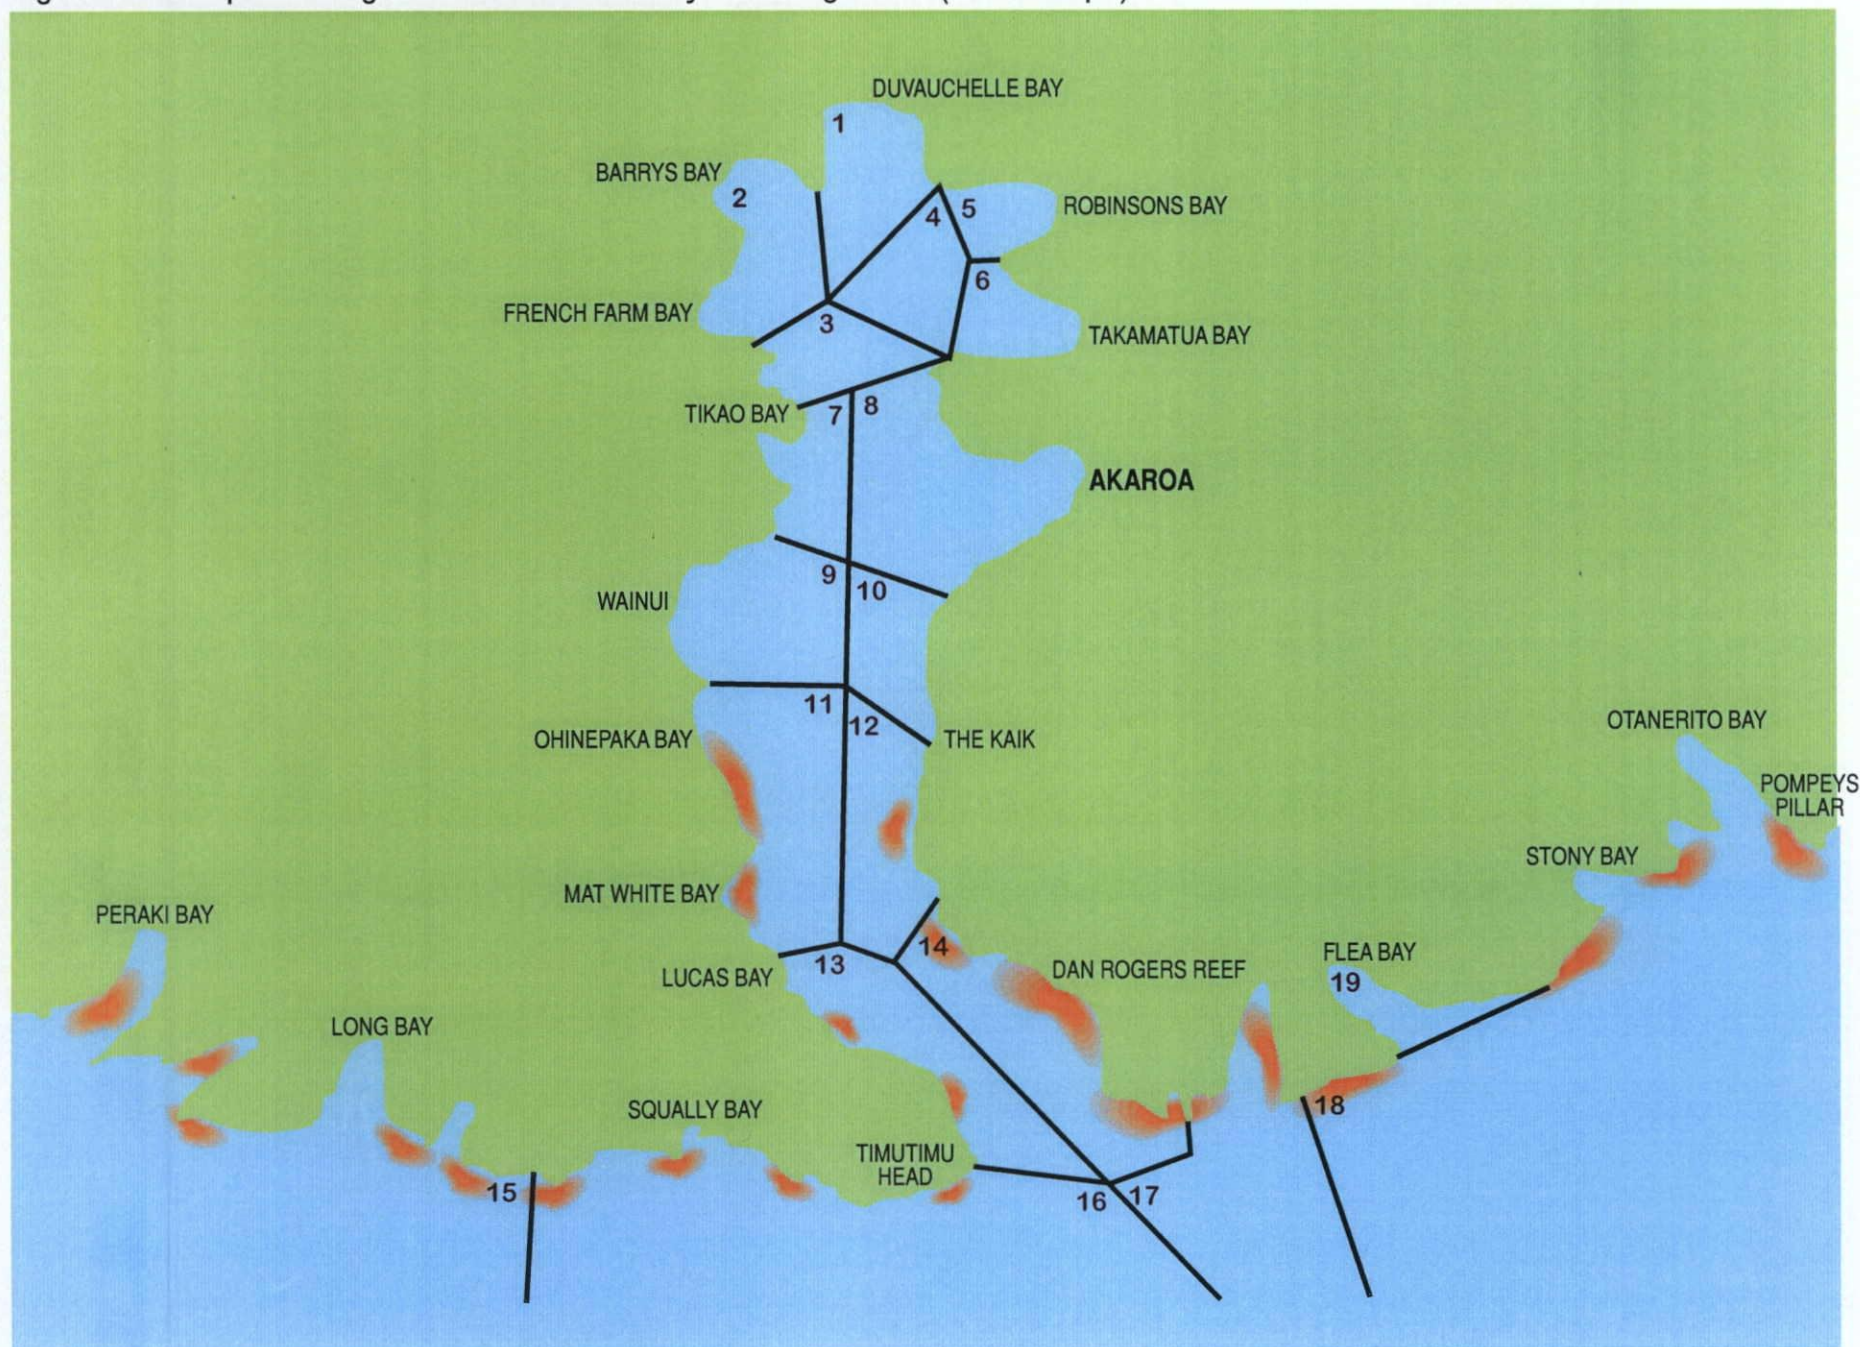 DUVAUCHELLE BAY
1
BARRYS BAY
2
4
5
ROBINSONS BAY
6
FRENCH FARM BAY
3
TAKAMATUA BAY
TIKAO BAY
7
8
AKAROA
9
10
WAINUI
11
12
OHINEPAKA BAY
THE KAIK
OTANERITO BAY
POMPEYS
PILLAR
STONY BAY
MAT WHITE BAY
PERAKI BAY
14
13
LUCAS BAY
DAN ROGERS REEF
FLEA BAY
19
LONG BAY
SQUALLY BAY
18
TIMUTIMU
HEAD
15
16
17